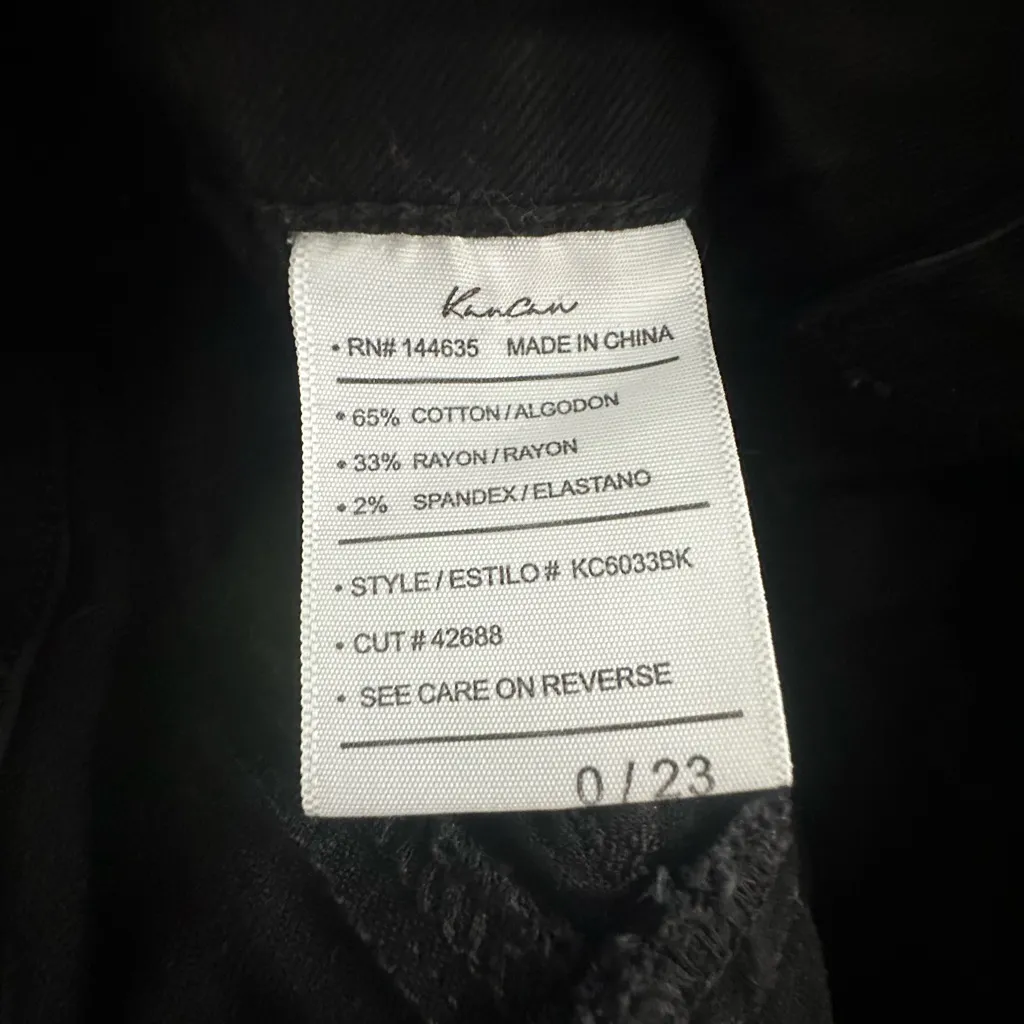 KanCan
• RN# 144635 MADE IN CHINA
• 65% COTTON / ALGODON
• 33% RAYON / RAYON
• 2% SPANDEX / ELASTANO
• STYLE / ESTILO # KC6033BK
• CUT # 42688
• SEE CARE ON REVERSE
0 / 23